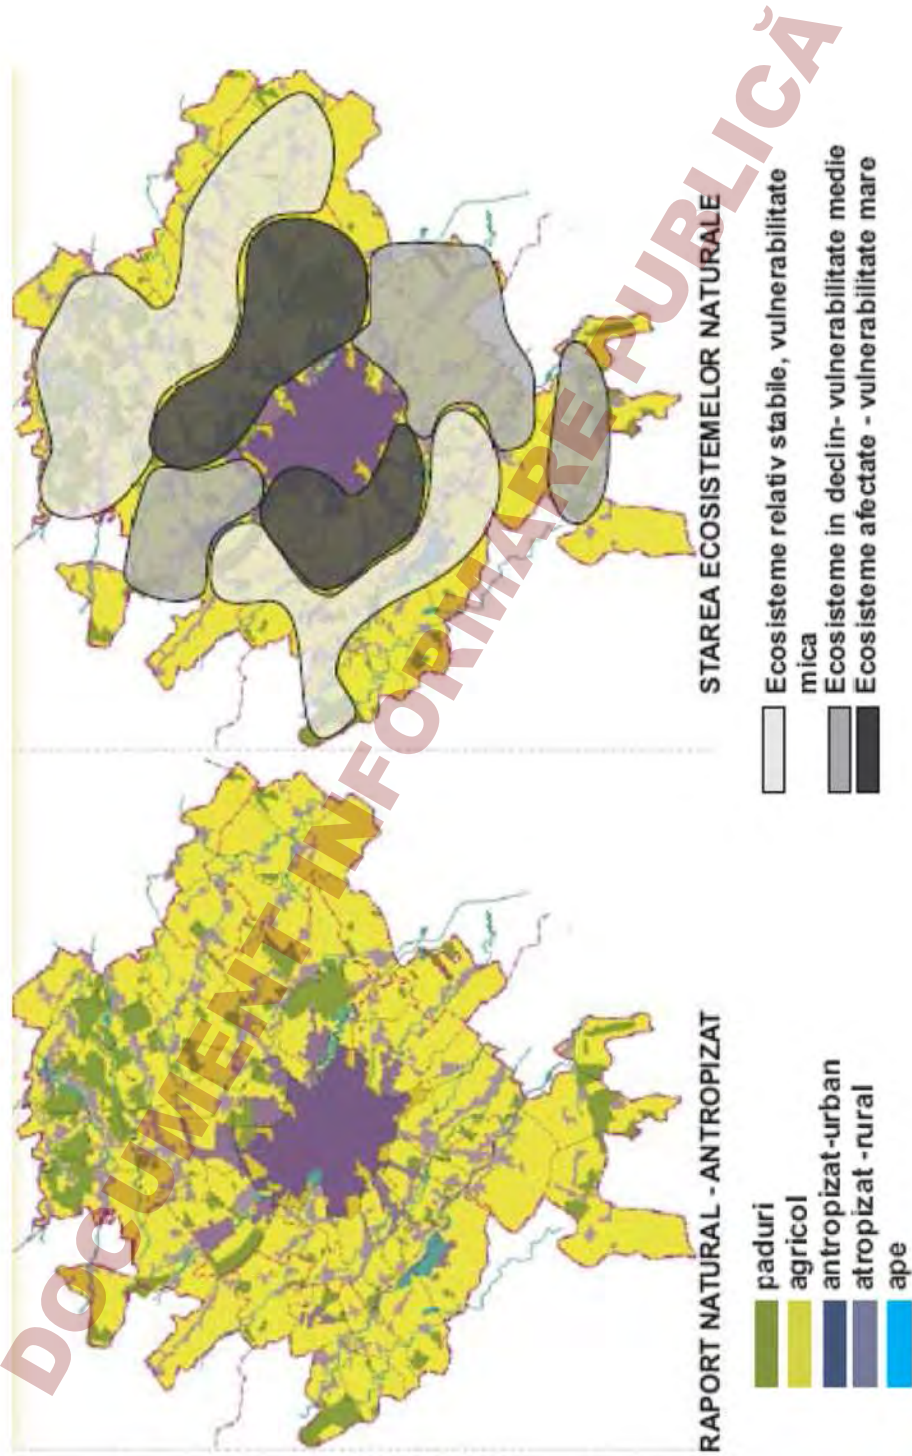 DOCUMENT INFORMARE PUBLICĂ
RAPORT NATURAL - ANTROPIZAT
paduri
agricol
antropizat-urban
atropizat -rural
ape
STAREA ECOSISTEMELOR NATURALE
Ecosisteme relativ stabile, vulnerabilitate
mica
Ecosisteme in declin- vulnerabilitate medie
Ecosisteme afectate - vulnerabilitate mare